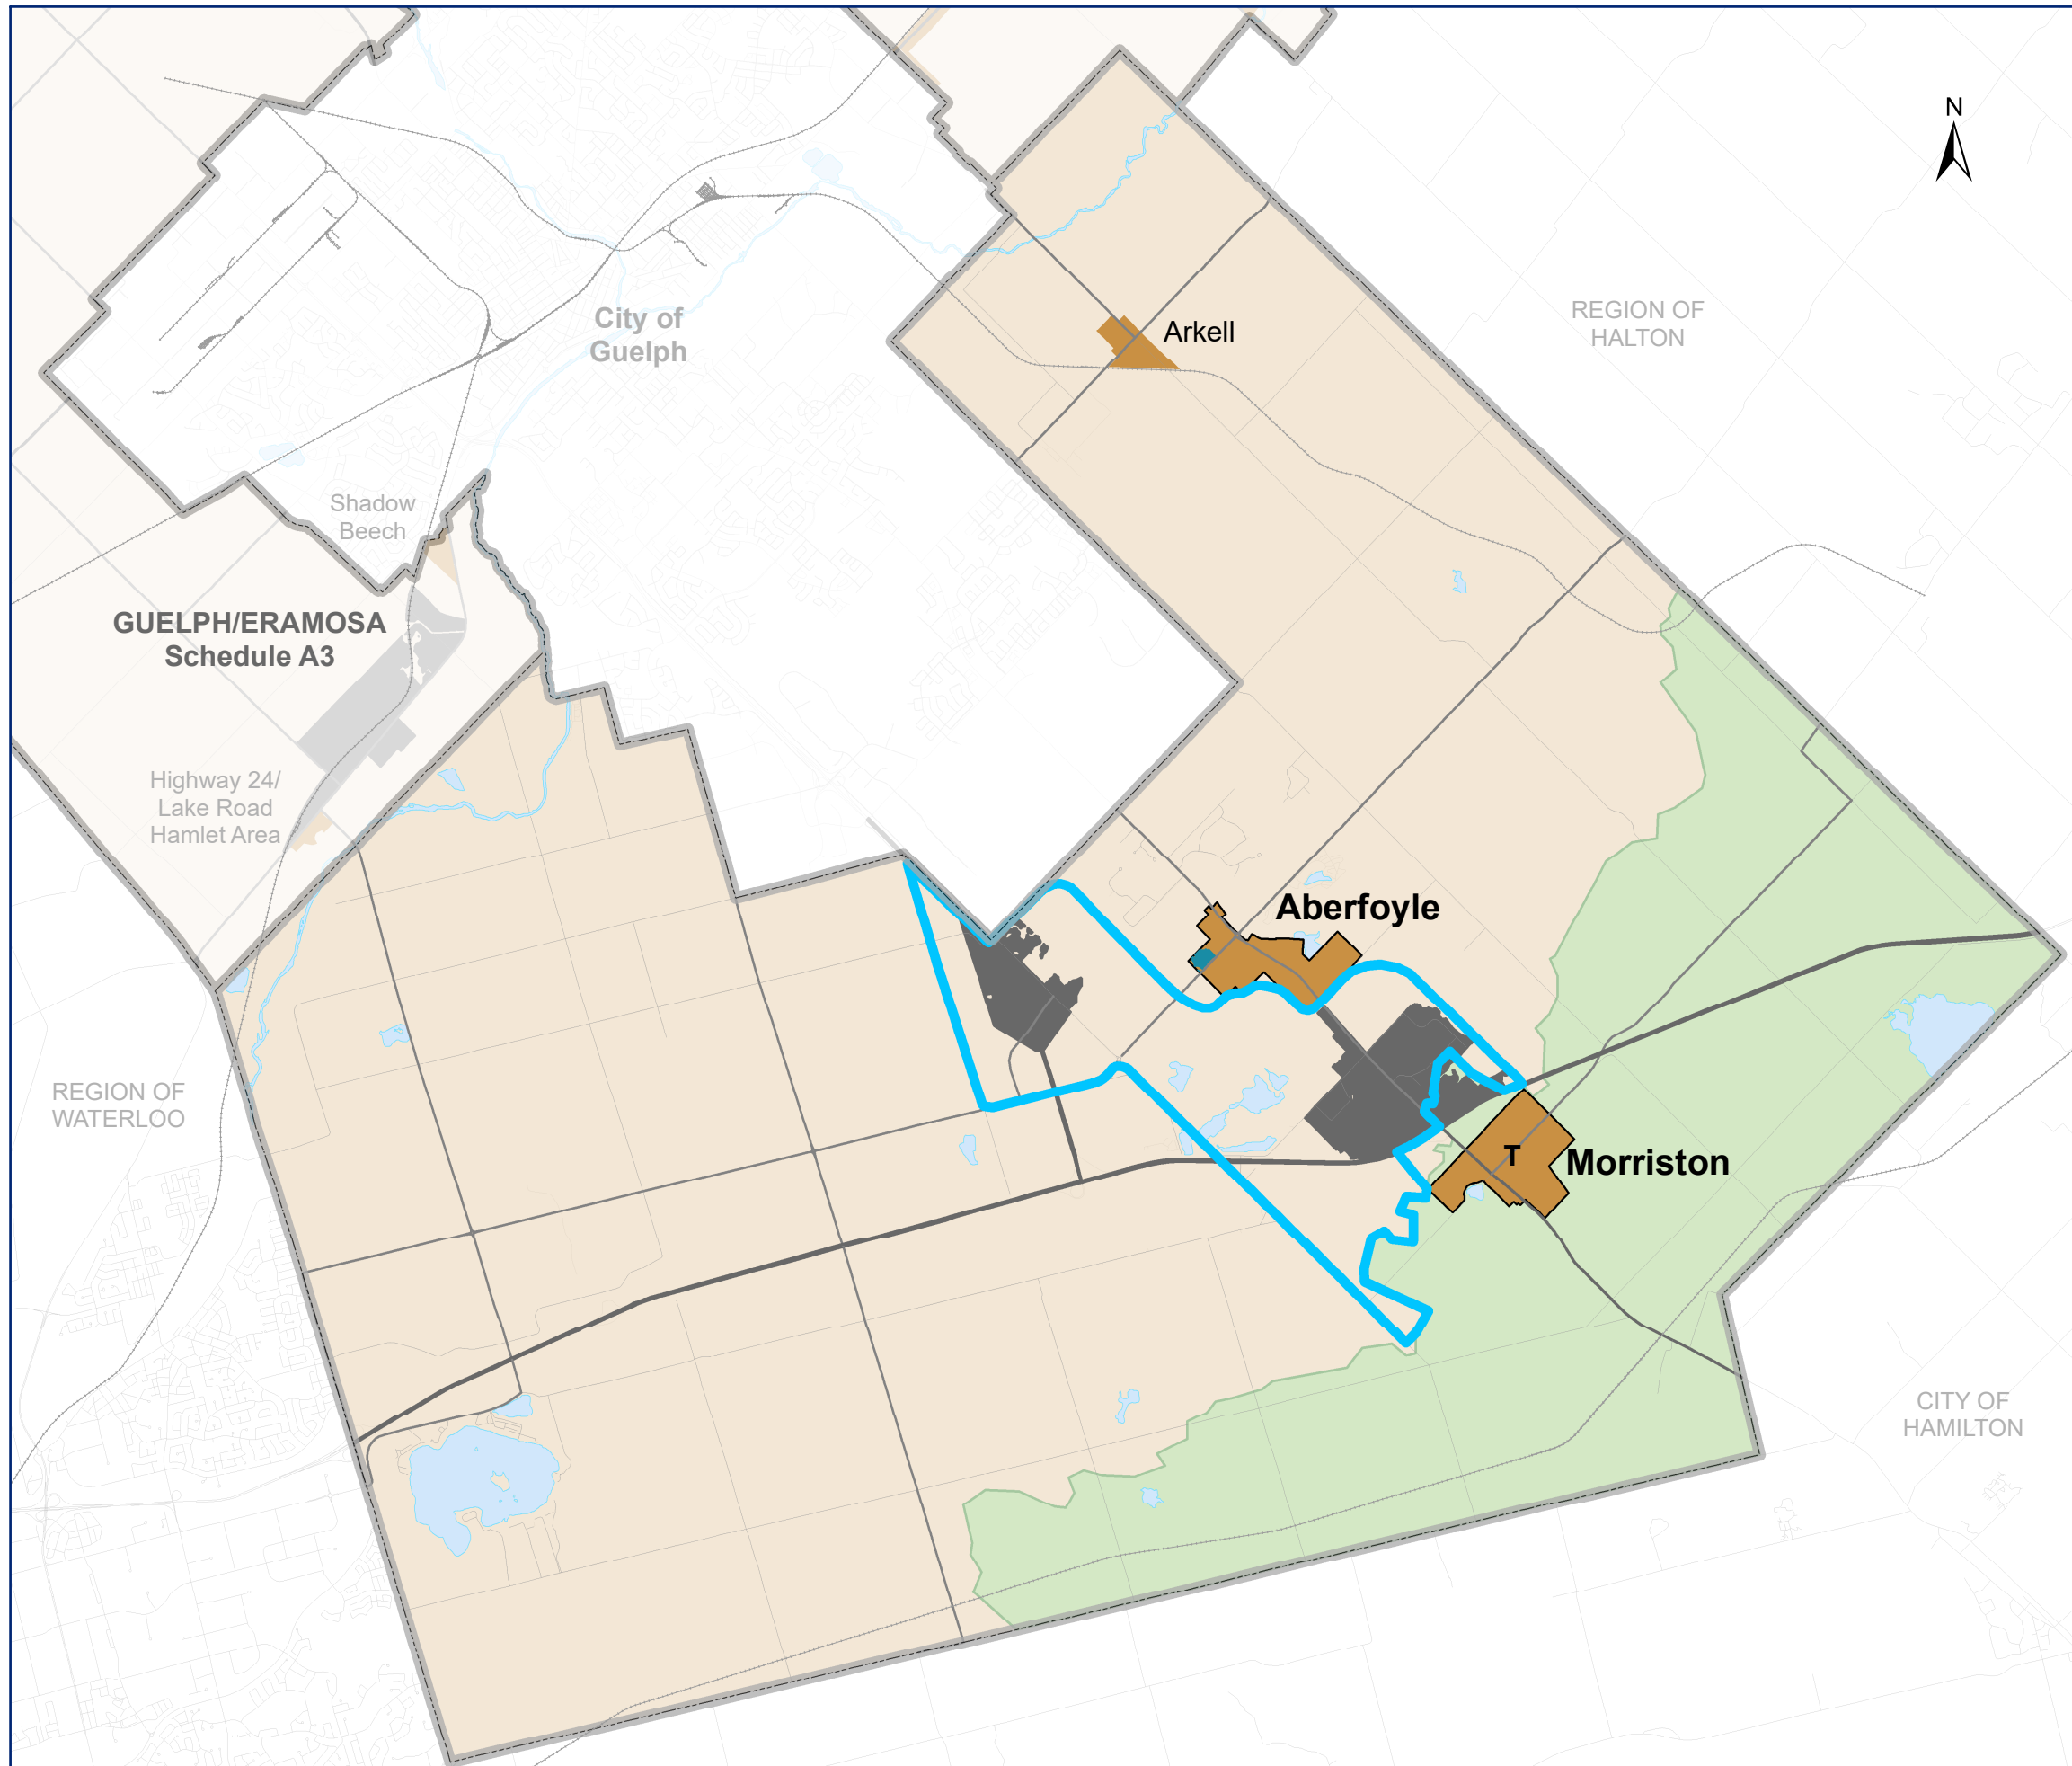 N
REGION OF
HALTON
City of
Guelph
Arkell
Shadow
Beech
GUELPH/ERAMOSA
Schedule A3
Highway 24/
Lake Road
Hamlet Area
Aberfoyle
REGION OF
WATERLOO
T
Morriston
CITY OF
HAMILTON